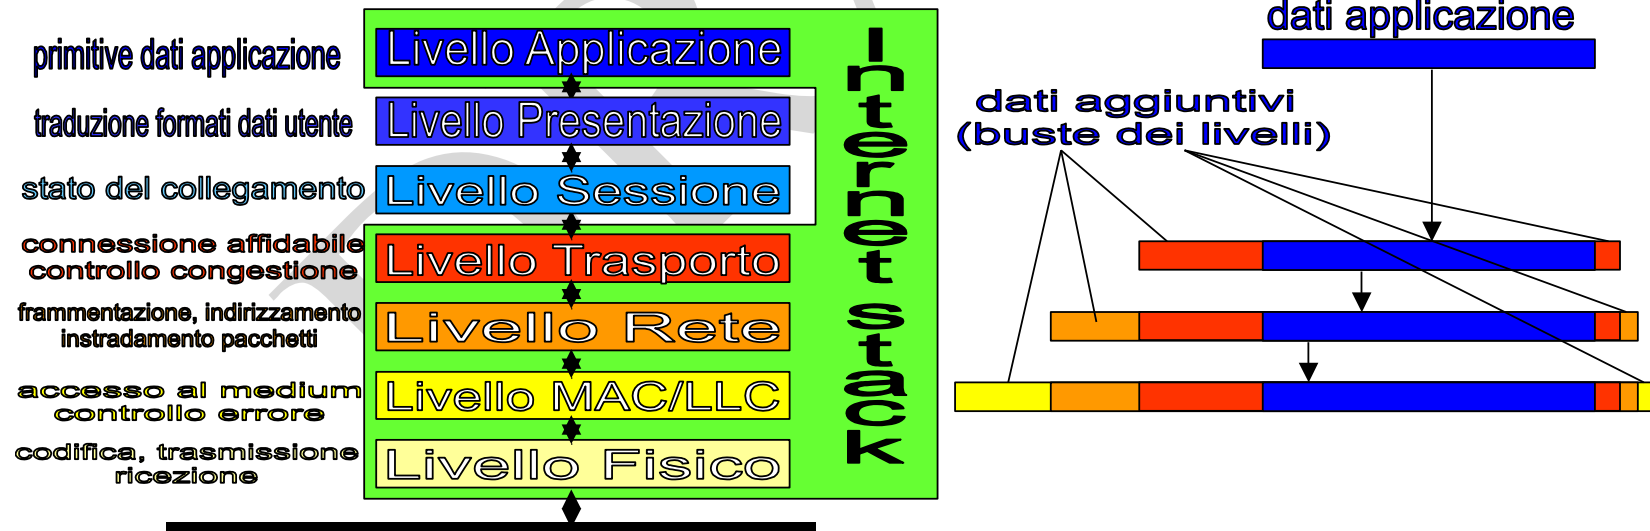 primitive dati applicazione
Livello Applicazione
traduzione formati dati utente
Livello Presentazione
stato del collegamento
Livello Sessione
connessione affidabile
controllo congestione
Livello Trasporto
frammentazione, indirizzamento
instradamento pacchetti
Livello Rete
accesso al medium
controllo errore
Livello MAC/LLC
codifica, trasmissione
ricezione
Livello Fisico
Internet stack
dati applicazione
dati aggiuntivi
(buste dei livelli)